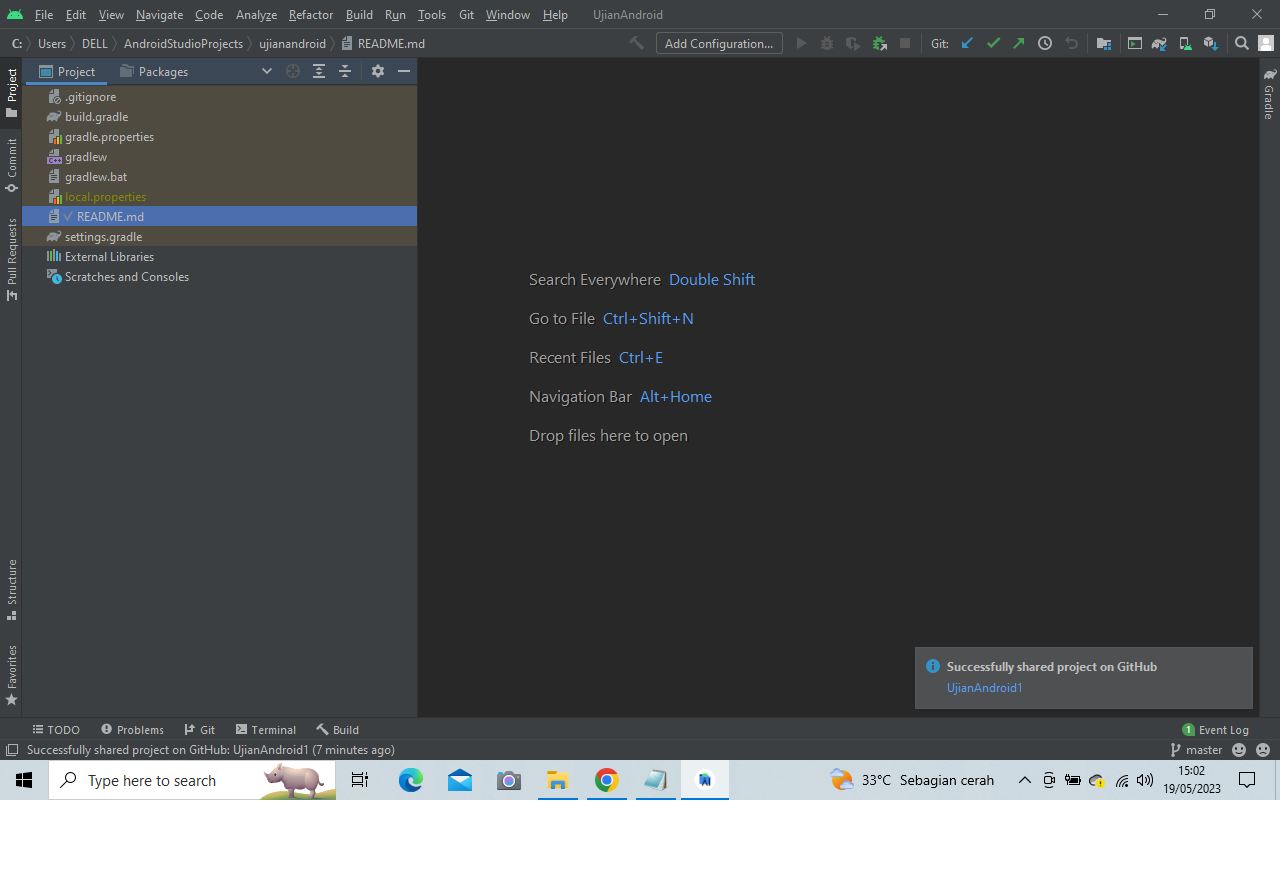 File Edit View Navigate Code Analyze Refactor Build Run Tools Git Window Help UjianAndroid
C: Users DELL AndroidStudioProjects ujianandroid README.md Add Configuration... Git:
Project Packages
.gitignore
build.gradle
gradle.properties
gradlew
gradlew.bat
local.properties
README.md
settings.gradle
External Libraries
Scratches and Consoles
Project
Commit
Pull Requests
Structure
Favorites
Gradle
Search Everywhere Double Shift
Go to File Ctrl+Shift+N
Recent Files Ctrl+E
Navigation Bar Alt+Home
Drop files here to open
Successfully shared project on GitHub
UjianAndroid1
TODO Problems Git Terminal Build 1 Event Log
Successfully shared project on GitHub: UjianAndroid1 (7 minutes ago) master
Type here to search 33°C Sebagian cerah 15:02
19/05/2023